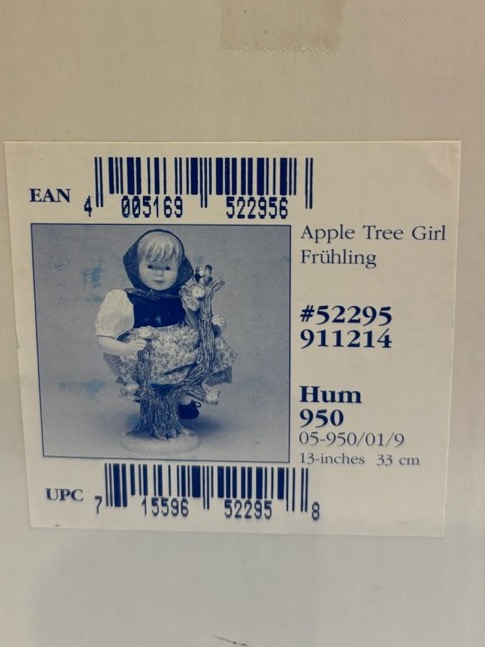 EAN
4 005169 522956
Apple Tree Girl
Frühling
#52295
911214
Hum
950
05-950/01/9
13-inches 33 cm
UPC
7 15596 52295 8